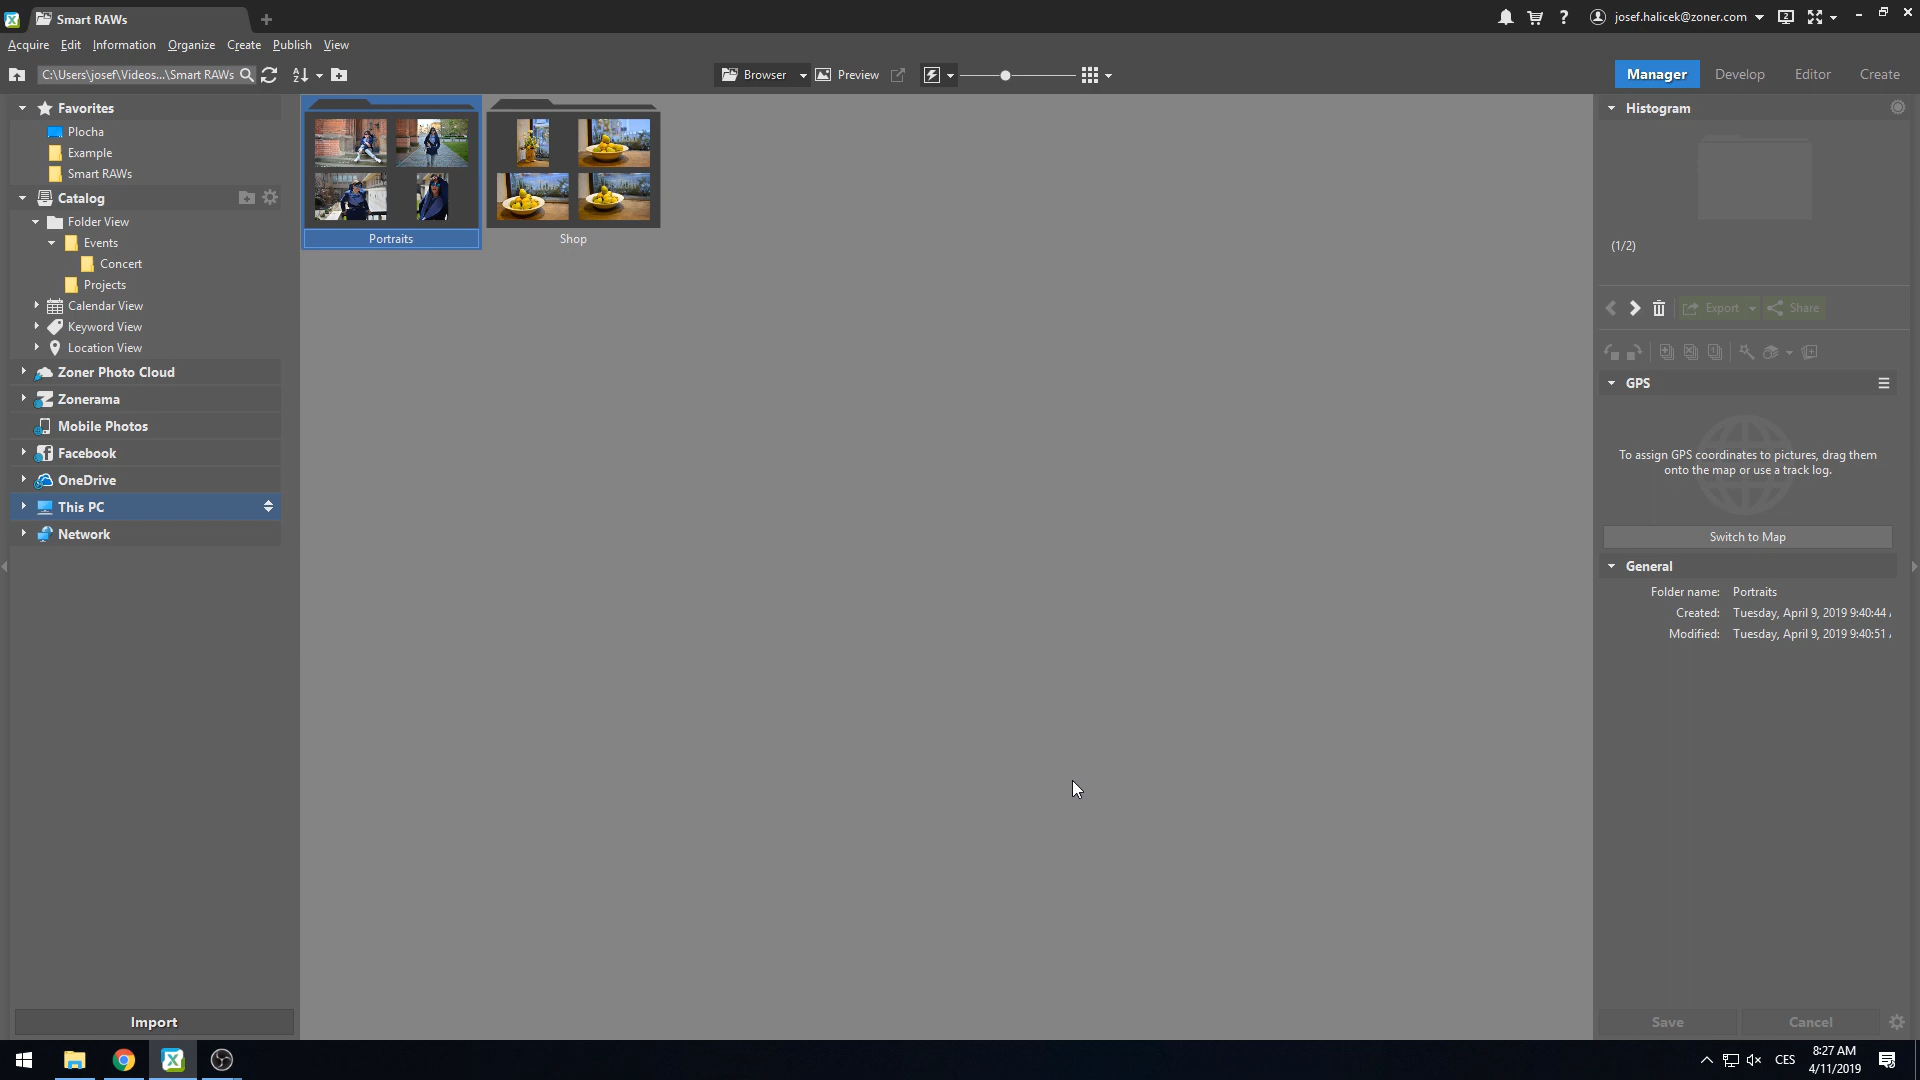 Smart RAWs
josef.halicek@zoner.com
2
Acquire Edit Information Organize Create Publish View
C:\Users\josef\Videos...\Smart RAWs
Browser Preview
Manager Develop Editor Create
Favorites
Plocha
Example
Smart RAWs
Catalog
Folder View
Events
Concert
Projects
Calendar View
Keyword View
Location View
Zoner Photo Cloud
Zonerama
Mobile Photos
Facebook
OneDrive
This PC
Network
Import
Portraits
Shop
Histogram
(1/2)
Export Share
GPS
To assign GPS coordinates to pictures, drag them
onto the map or use a track log.
Switch to Map
General
Folder name: Portraits
Created: Tuesday, April 9, 2019 9:40:44
Modified: Tuesday, April 9, 2019 9:40:51
Save Cancel
CES
8:27 AM
4/11/2019